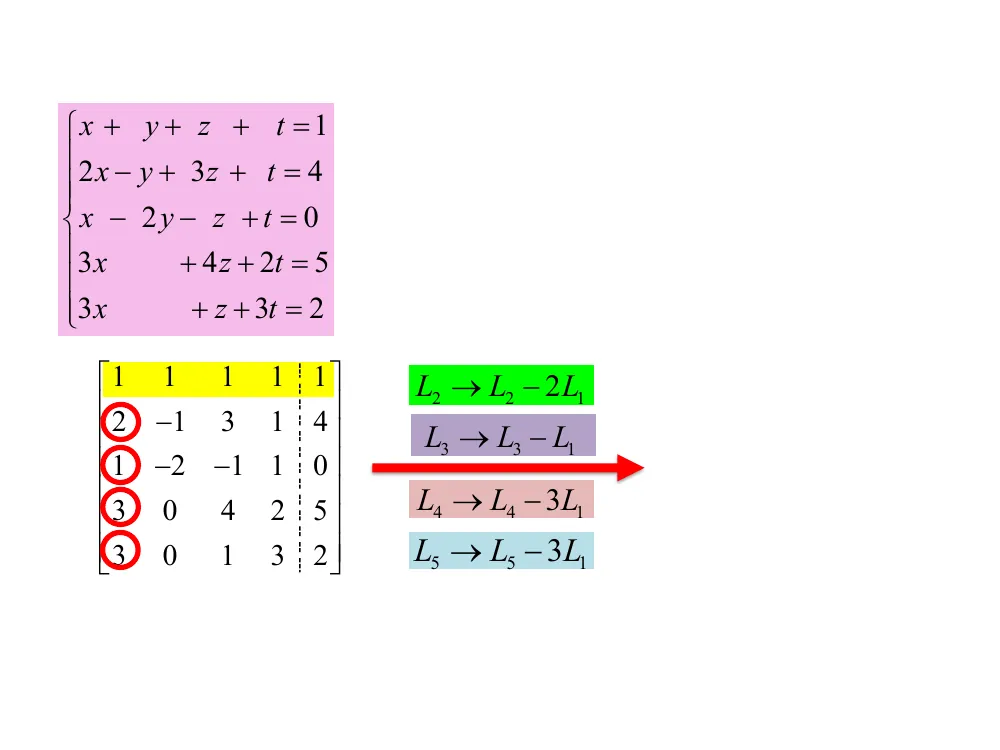 x + y + z + t = 1
2x − y + 3z + t = 4
x − 2y − z + t = 0
3x + 4z + 2t = 5
3x + z + 3t = 2
1 1 1 1 1
2 −1 3 1 4
1 −2 −1 1 0
3 0 4 2 5
3 0 1 3 2
L₂ → L₂ − 2L₁
L₃ → L₃ − L₁
L₄ → L₄ − 3L₁
L₅ → L₅ − 3L₁